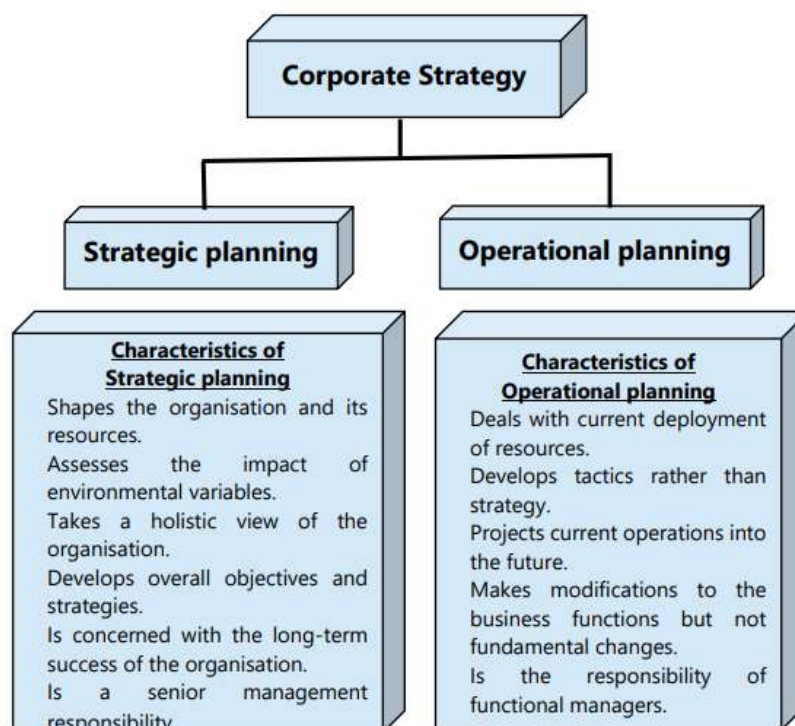 Corporate Strategy
Strategic planning
Operational planning
Characteristics of
Strategic planning
Shapes the organisation and its
resources.
Assesses the impact of
environmental variables.
Takes a holistic view of the
organisation.
Develops overall objectives and
strategies.
Is concerned with the long-term
success of the organisation.
Is a senior management
responsibility.
Characteristics of
Operational planning
Deals with current deployment
of resources.
Develops tactics rather than
strategy.
Projects current operations into
the future.
Makes modifications to the
business functions but not
fundamental changes.
Is the responsibility of
functional managers.